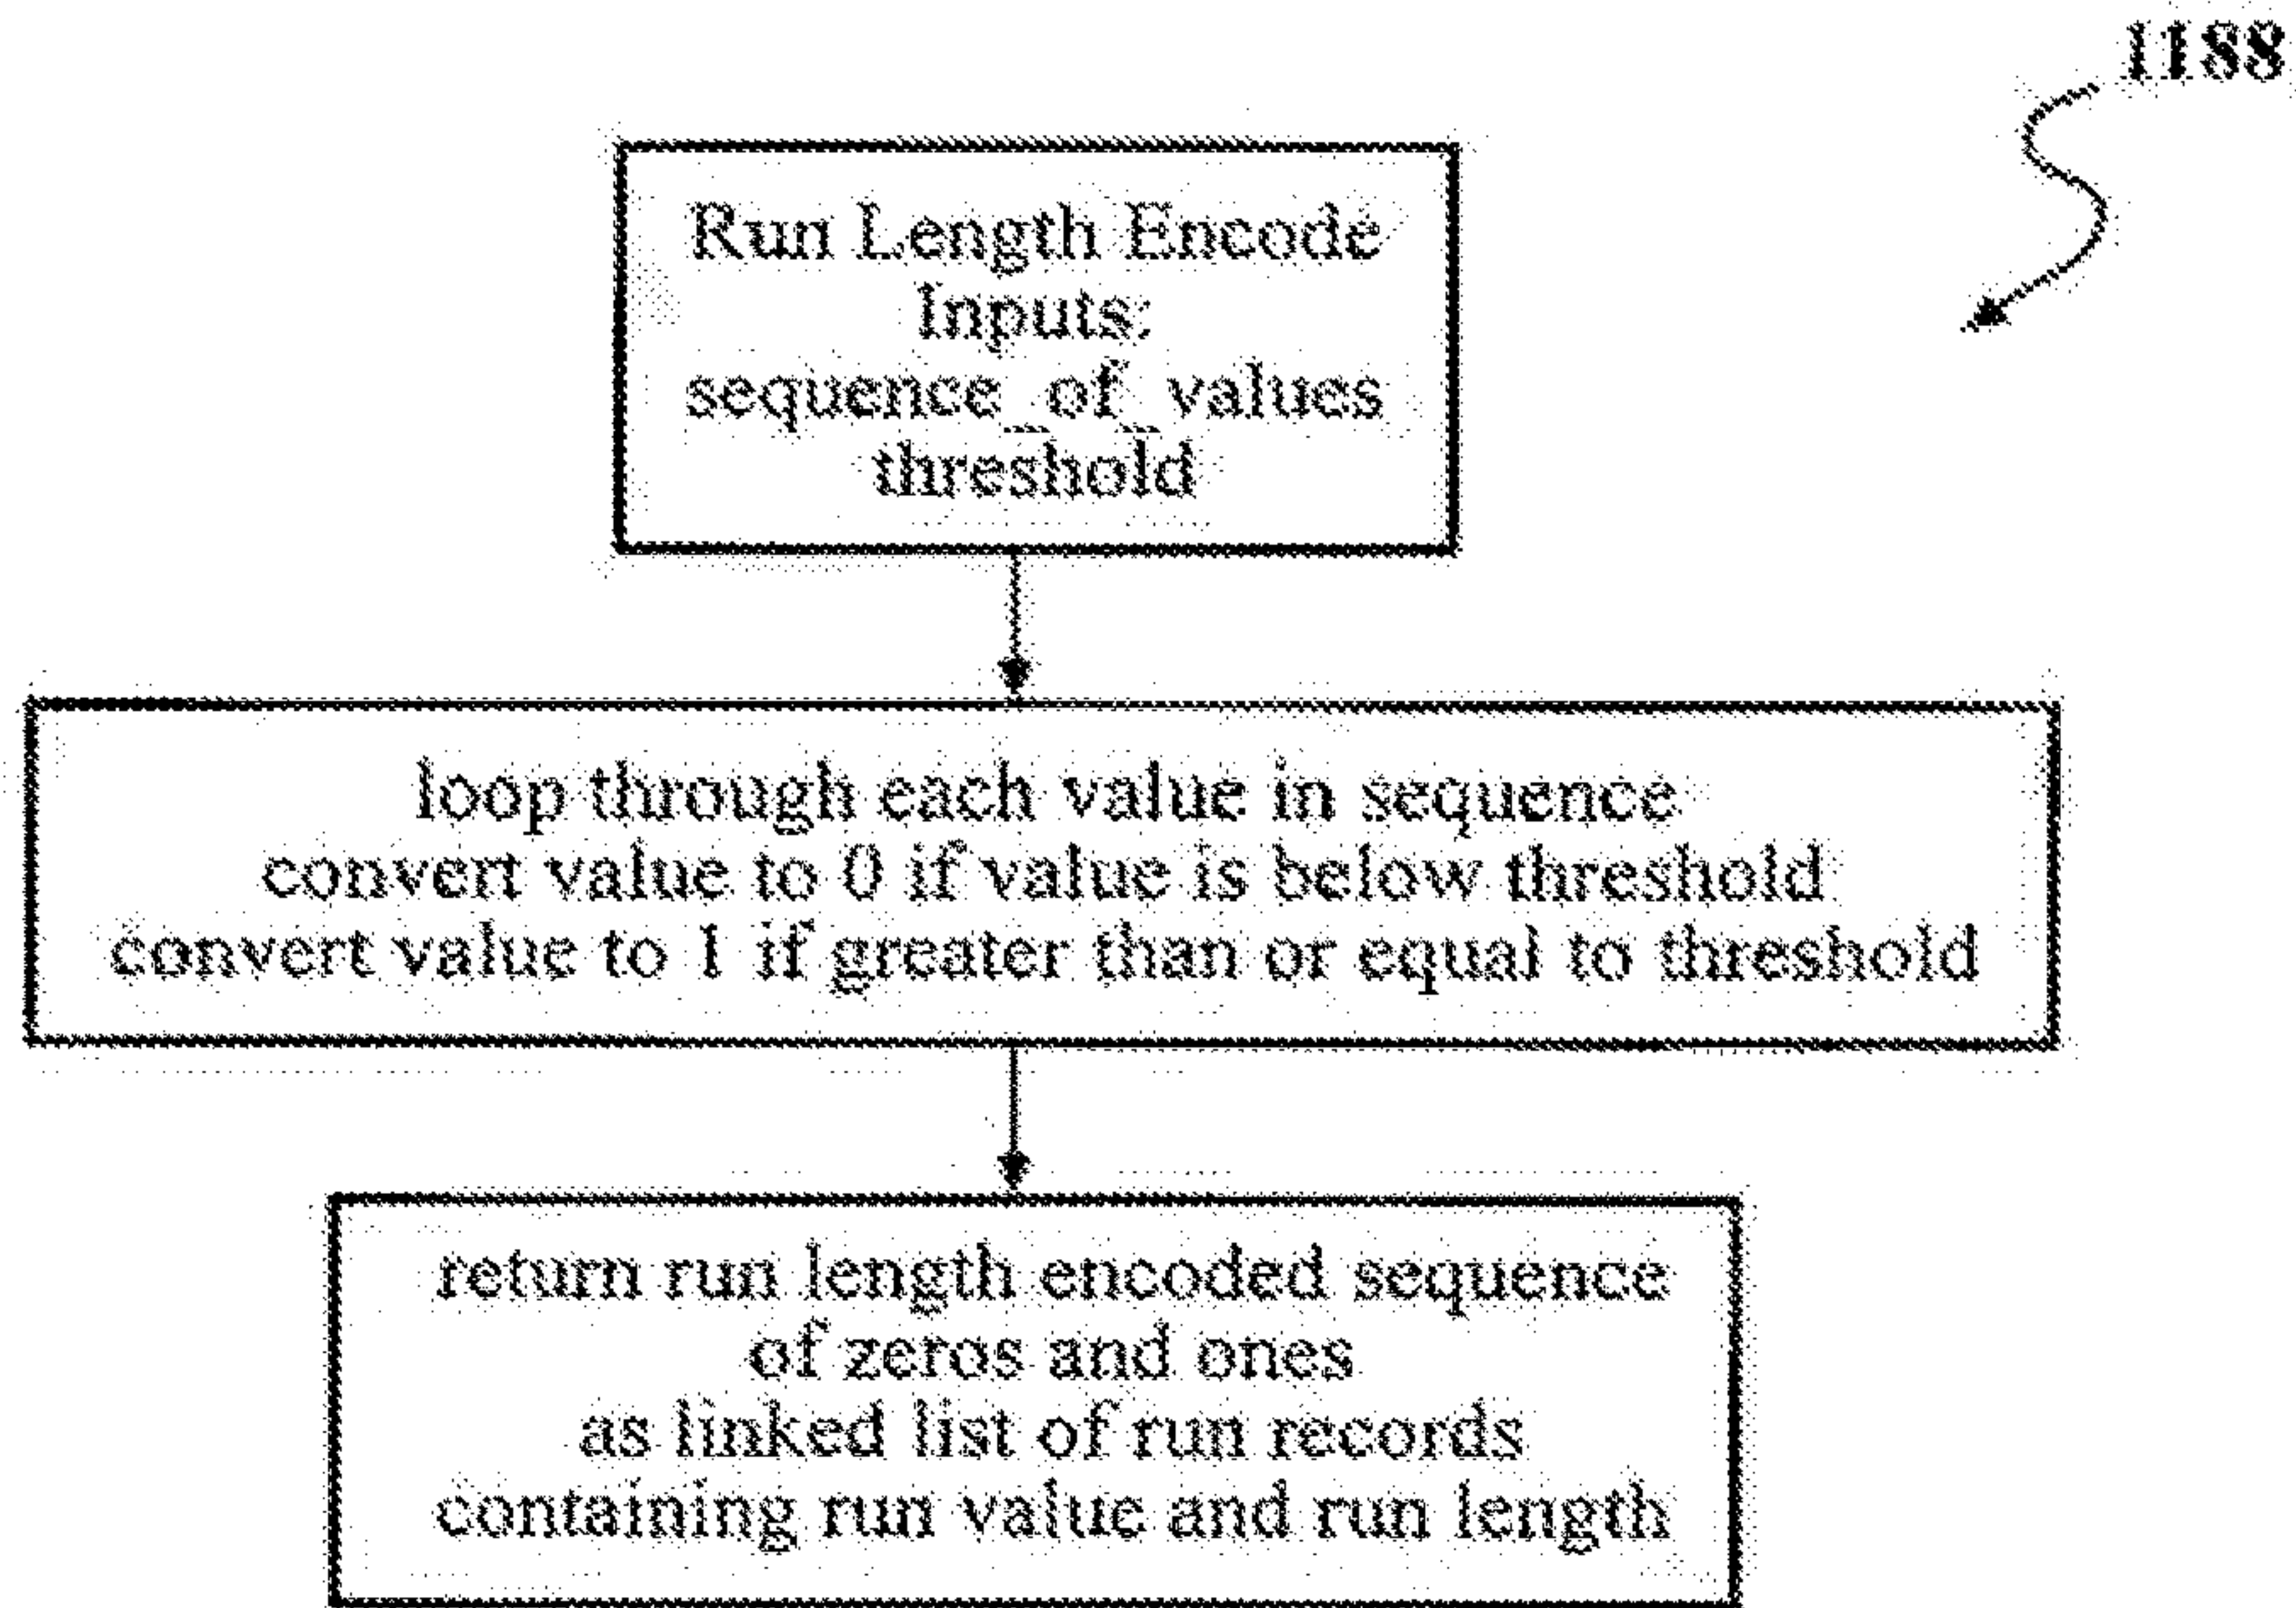 1188
Run Length Encode
Inputs:
sequence_of_values
threshold
loop through each value in sequence
convert value to 0 if value is below threshold
convert value to 1 if greater than or equal to threshold
return run length encoded sequence
of zeros and ones
as linked list of run records
containing run value and run length